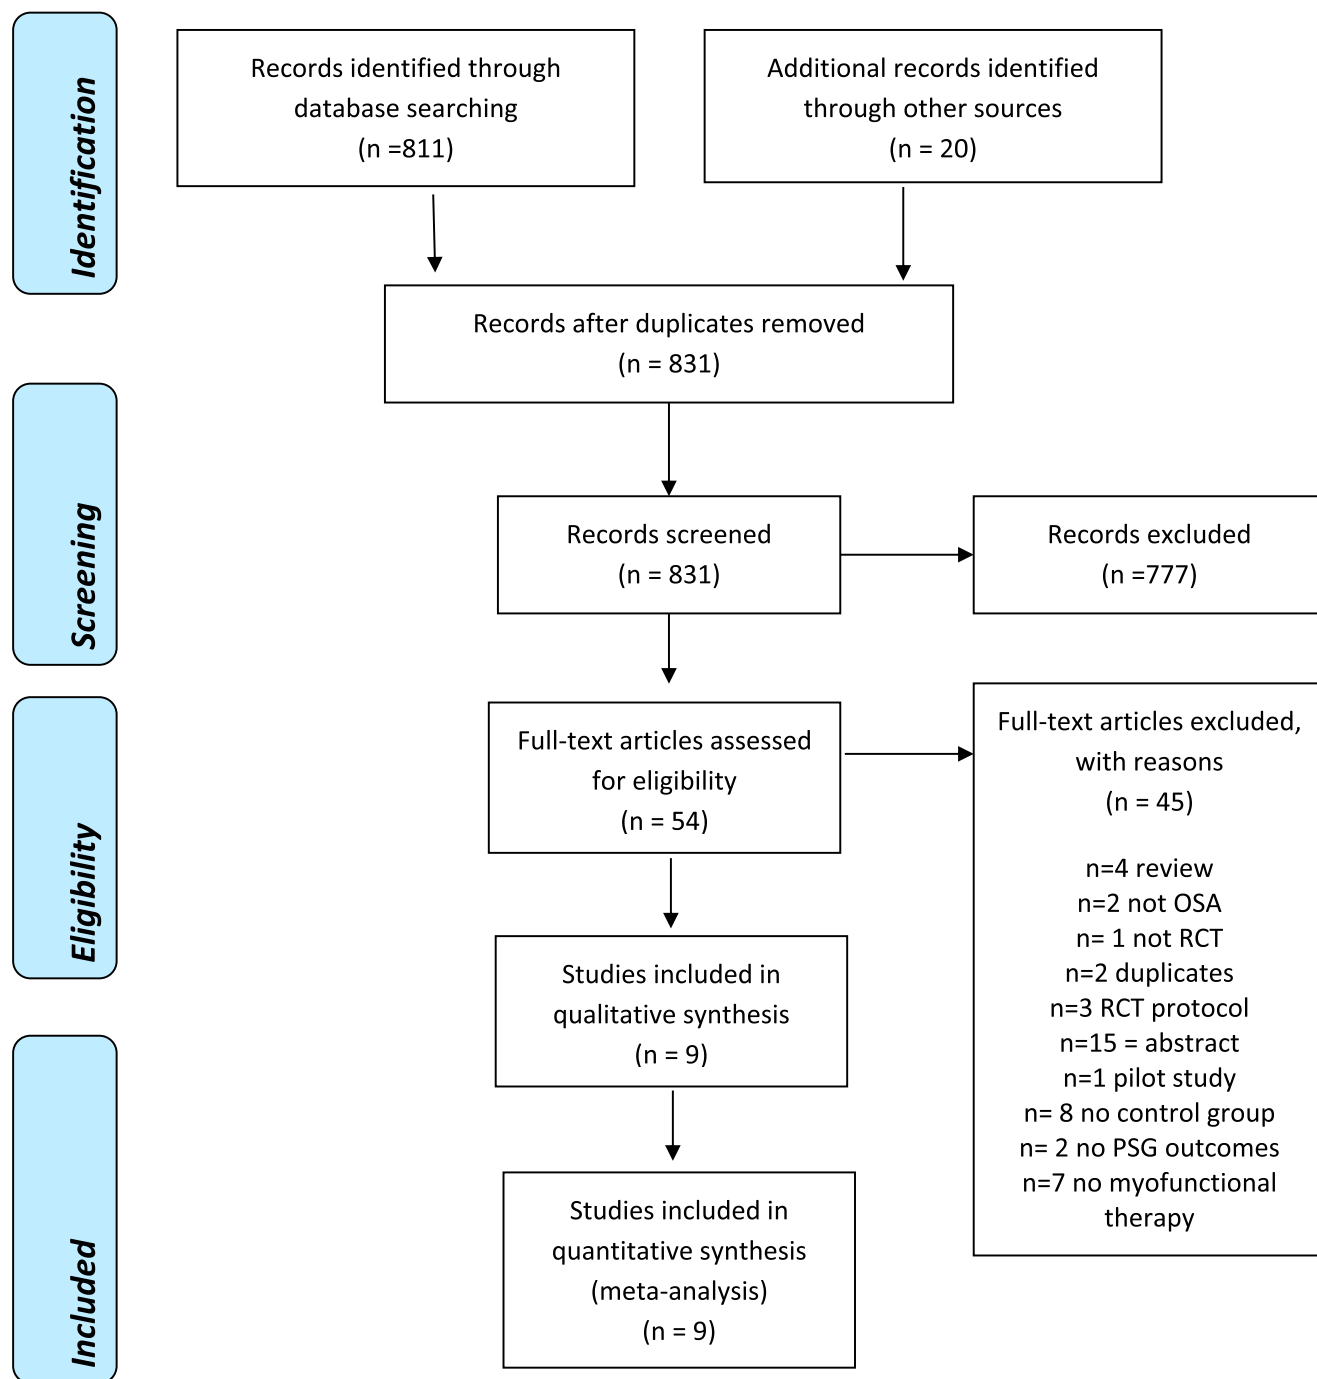 Identification
Records identified through
database searching
(n =811)
Additional records identified
through other sources
(n = 20)
Records after duplicates removed
(n = 831)
Screening
Records screened
(n = 831)
Records excluded
(n =777)
Eligibility
Full-text articles assessed
for eligibility
(n = 54)
Full-text articles excluded,
with reasons
(n = 45)
n=4 review
n=2 not OSA
n= 1 not RCT
n=2 duplicates
n=3 RCT protocol
n=15 = abstract
n=1 pilot study
n= 8 no control group
n= 2 no PSG outcomes
n=7 no myofunctional
therapy
Studies included in
qualitative synthesis
(n = 9)
Included
Studies included in
quantitative synthesis
(meta-analysis)
(n = 9)